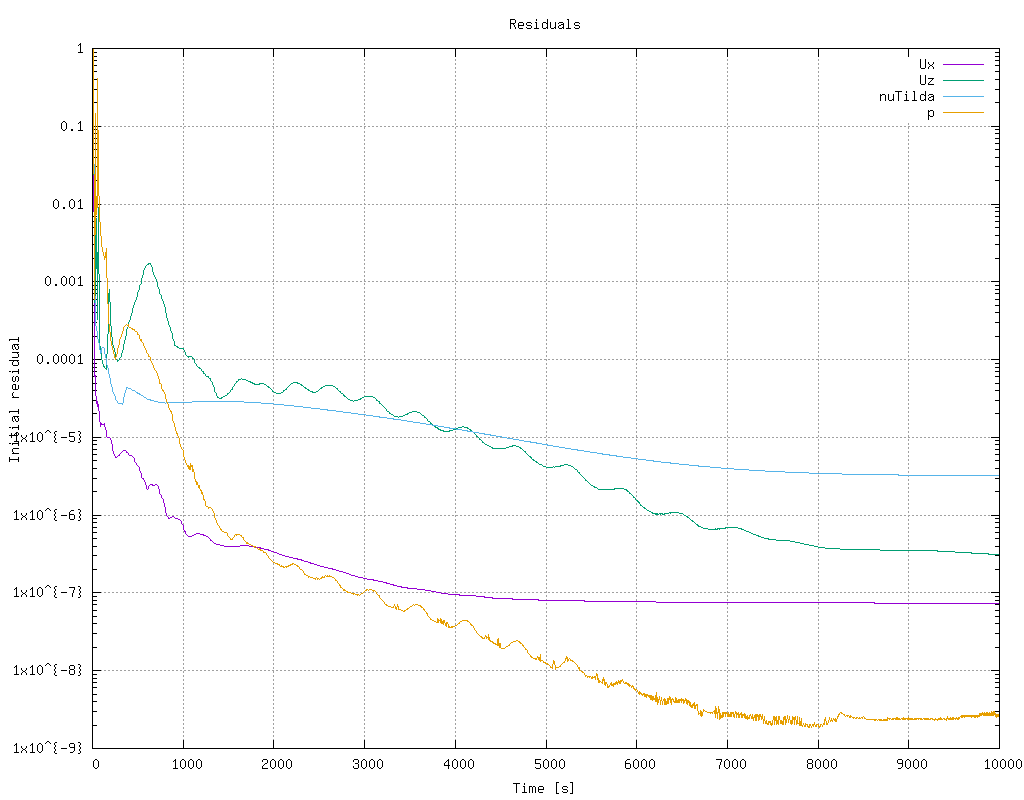 Residuals
Ux
Uz
nuTilda
p
1
0.1
0.01
0.001
0.0001
1x10^{-5}
1x10^{-6}
1x10^{-7}
1x10^{-8}
1x10^{-9}
Initial residual
0 1000 2000 3000 4000 5000 6000 7000 8000 9000 10000
Time [s]